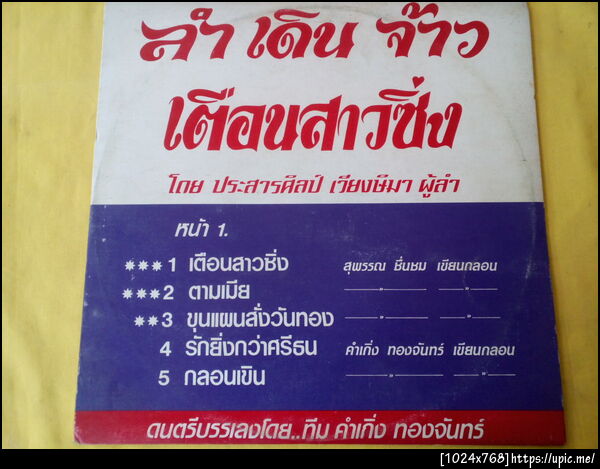 ลำ เดิน จ้าว
เตือนสาวซิ่ง
โดย ประสารศิลป์ เวียงษิมา ผู้ลำ
หน้า 1.
*** 1 เตือนสาวซิ่ง สุพรรณ ชื่นชม เขียนกลอน
*** 2 ตามเมีย " "
** 3 ขุนแผนสั่งวันทอง " "
4 รักยิ่งกว่าศรีธน คำเกิ่ง ทองจันทร์ เขียนกลอน
5 กลอนเขิน " "
ดนตรีบรรเลงโดย.. ทีม คำเกิ่ง ทองจันทร์
[1024x768]https://upic.me/